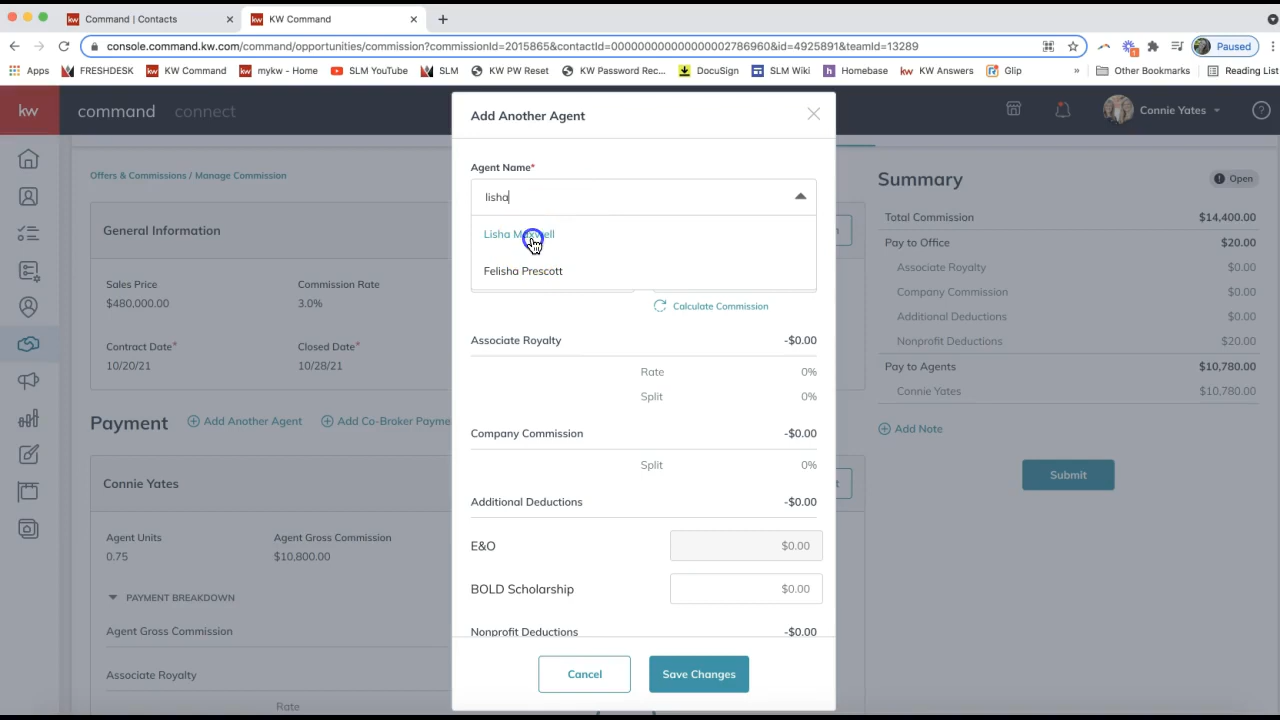 kw Command | Contacts
kw KW Command
console.command.kw.com/command/opportunities/commission?commissionId=2015865&contactId=00000000000000002786960&id=4925891&teamId=13289
Paused
Apps FRESHDESK kw KW Command kw mykw - Home SLM YouTube SLM KW PW Reset KW Password Rec... DocuSign SLM Wiki h Homebase kw KW Answers Glip » Other Bookmarks Reading List
kw command connect
Connie Yates
Add Another Agent
Agent Name*
lisha
Lisha Maxwell
Felisha Prescott
Calculate Commission
Associate Royalty -$0.00
Rate 0%
Split 0%
Company Commission -$0.00
Split 0%
Additional Deductions -$0.00
E&O $0.00
BOLD Scholarship $0.00
Nonprofit Deductions -$0.00
Cancel Save Changes
Offers & Commissions / Manage Commission
General Information
Sales Price Commission Rate
$480,000.00 3.0%
Contract Date* Closed Date*
10/20/21 10/28/21
Payment Add Another Agent Add Co-Broker Payme
Connie Yates
Agent Units Agent Gross Commission
0.75 $10,800.00
PAYMENT BREAKDOWN
Agent Gross Commission
Associate Royalty
Rate
Summary Open
Total Commission $14,400.00
Pay to Office $20.00
Associate Royalty $0.00
Company Commission $0.00
Additional Deductions $0.00
Nonprofit Deductions $20.00
Pay to Agents $10,780.00
Connie Yates $10,780.00
Add Note
Submit